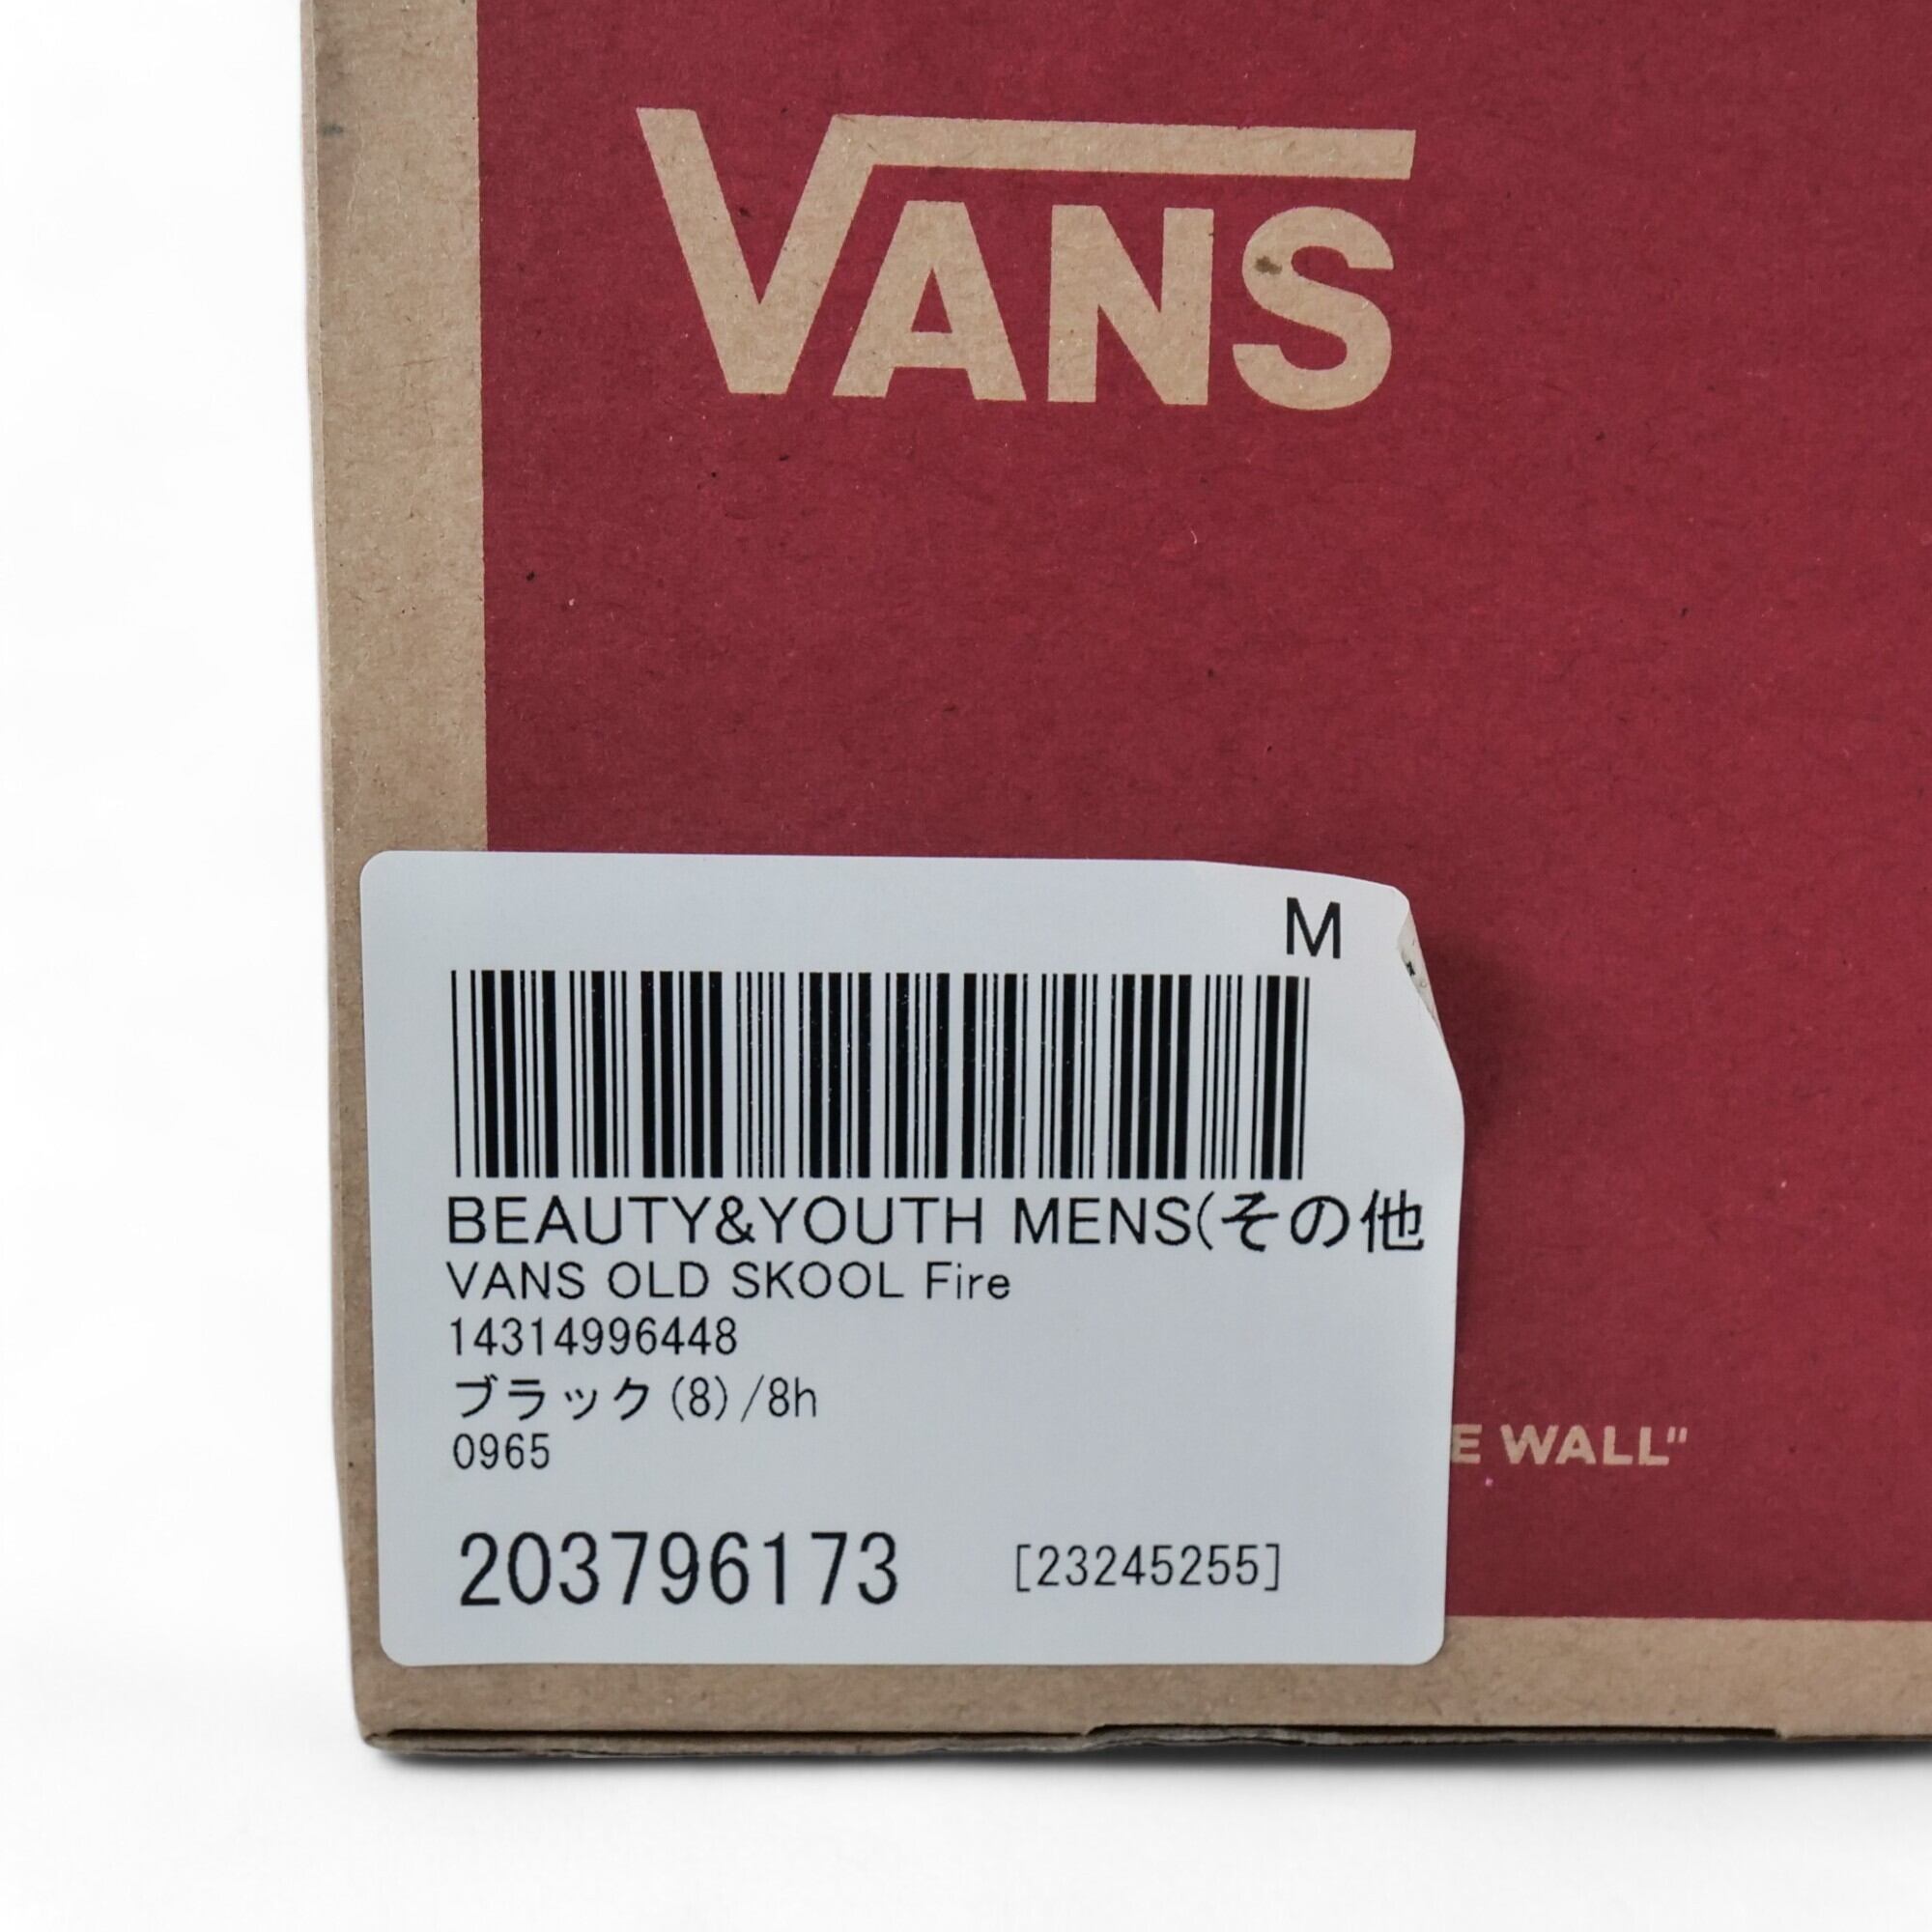 VANS
M
BEAUTY&YOUTH MENS(その他
VANS OLD SKOOL Fire
14314996448
ブラック(8)/8h
0965
E WALL"
203796173 [23245255]